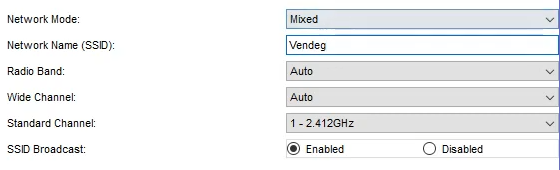 Network Mode: Mixed
Network Name (SSID): Vendeg
Radio Band: Auto
Wide Channel: Auto
Standard Channel: 1 - 2.412GHz
SSID Broadcast: Enabled Disabled